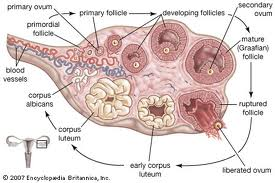 primary ovum
primary follicle
developing follicles
secondary
ovum
primordial
follicle
mature
(Graafian)
follicle
blood
vessels
corpus
albicans
ruptured
follicle
corpus
luteum
early corpus
luteum
liberated ovum
© 2007 Encyclopædia Britannica, Inc.